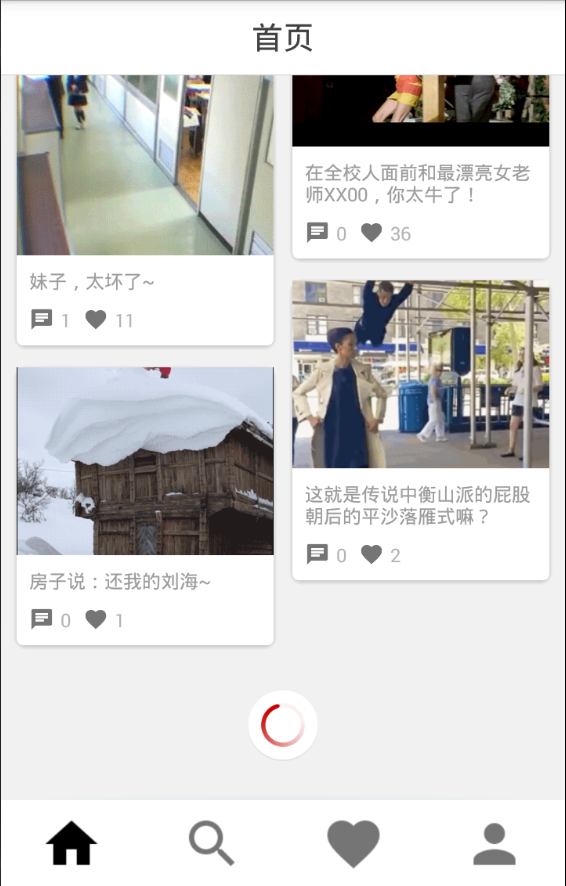 首页
妹子，太坏了~
1 11
房子说：还我的刘海~
0 1
在全校人面前和最漂亮女老
师XX00，你太牛了！
0 36
这就是传说中衡山派的屁股
朝后的平沙落雁式嘛？
0 2